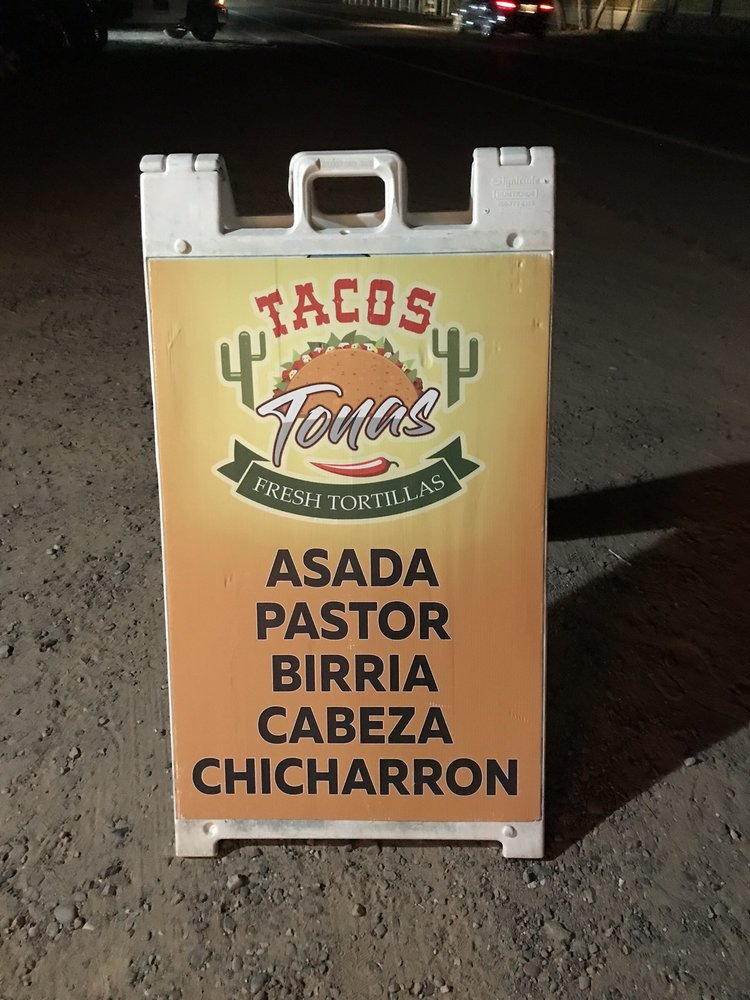 TACOS
Tonas
FRESH TORTILLAS
ASADA
PASTOR
BIRRIA
CABEZA
CHICHARRON